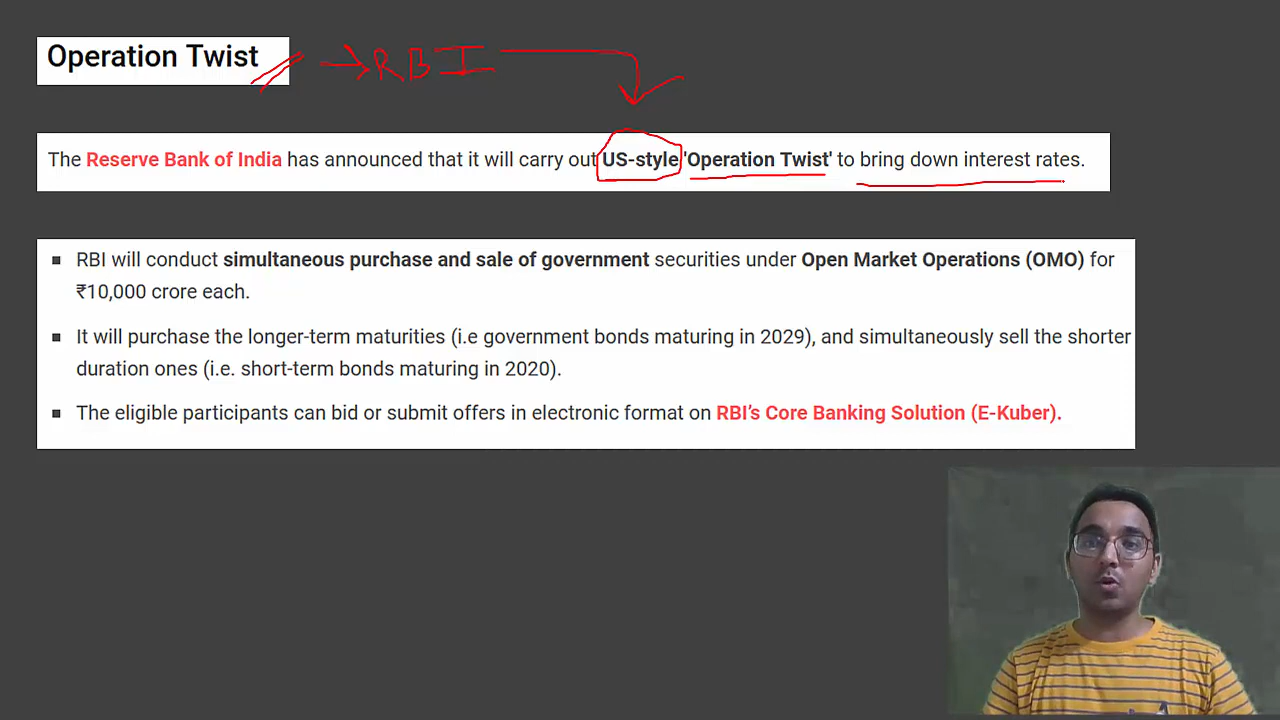 Operation Twist
RBI
The Reserve Bank of India has announced that it will carry out US-style 'Operation Twist' to bring down interest rates.
▪ RBI will conduct simultaneous purchase and sale of government securities under Open Market Operations (OMO) for
₹10,000 crore each.
▪ It will purchase the longer-term maturities (i.e government bonds maturing in 2029), and simultaneously sell the shorter
duration ones (i.e. short-term bonds maturing in 2020).
▪ The eligible participants can bid or submit offers in electronic format on RBI’s Core Banking Solution (E-Kuber).